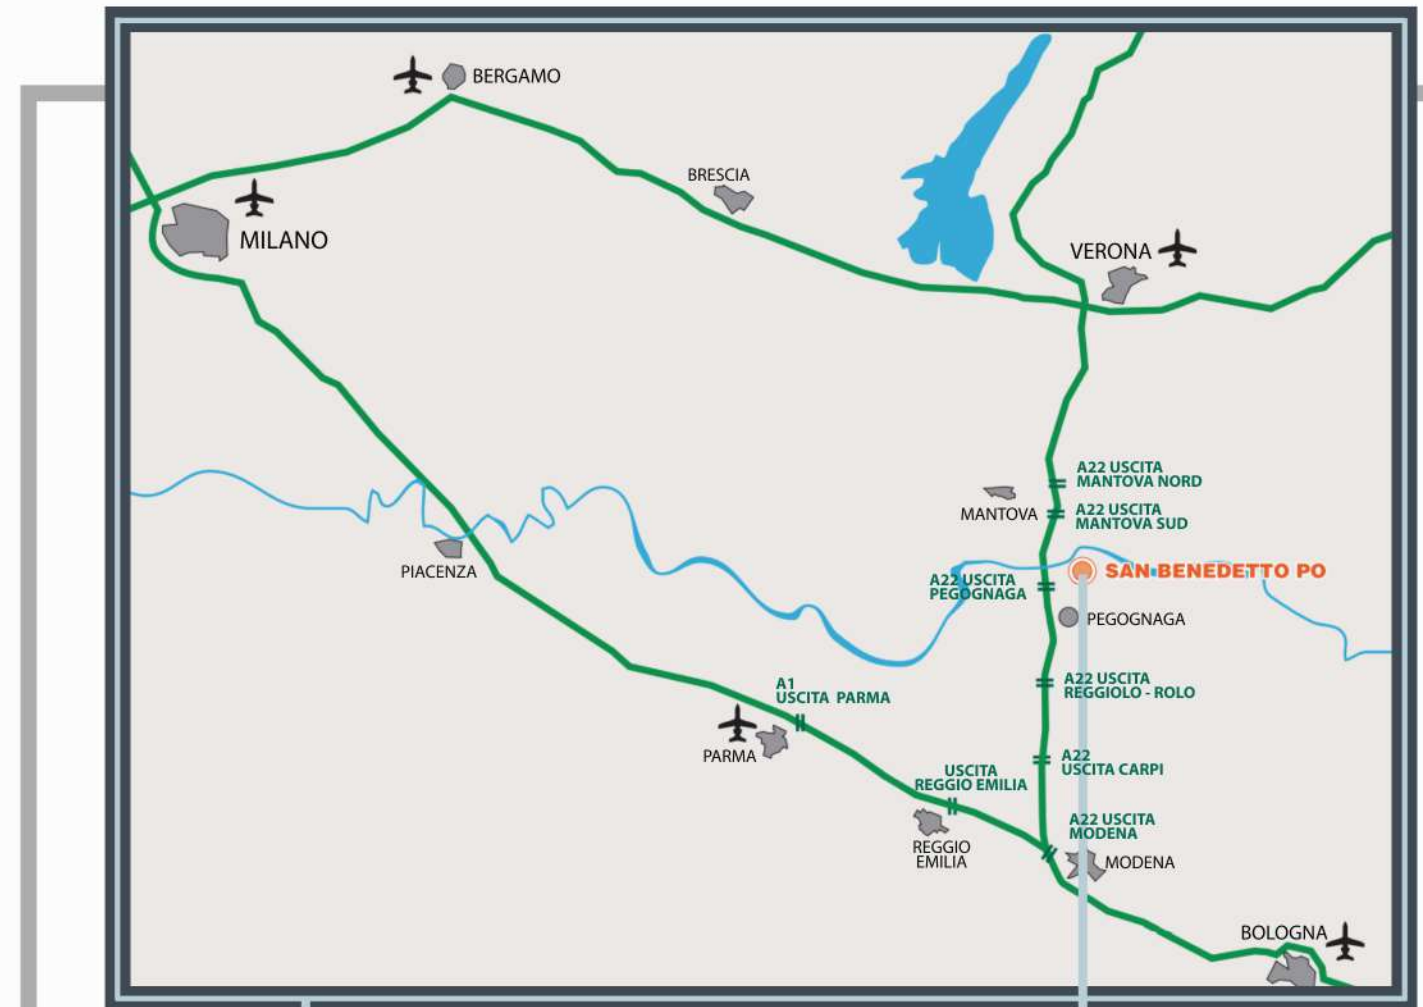 BERGAMO
BRESCIA
MILANO
VERONA
A22 USCITA
MANTOVA NORD
MANTOVA
A22 USCITA
MANTOVA SUD
PIACENZA
A22 USCITA
PEGOGNAGA
SAN BENEDETTO PO
PEGOGNAGA
A1
USCITA PARMA
A22 USCITA
REGGIOLO - ROLO
PARMA
USCITA
REGGIO EMILIA
A22
USCITA CARPI
REGGIO
EMILIA
A22 USCITA
MODENA
MODENA
BOLOGNA